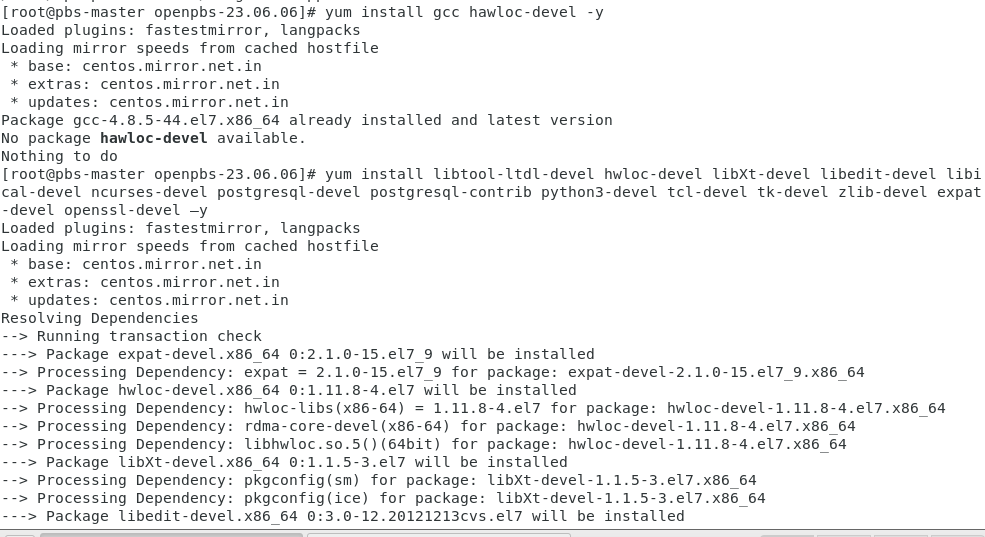 [root@pbs-master openpbs-23.06.06]# yum install gcc hawloc-devel -y
Loaded plugins: fastestmirror, langpacks
Loading mirror speeds from cached hostfile
 * base: centos.mirror.net.in
 * extras: centos.mirror.net.in
 * updates: centos.mirror.net.in
Package gcc-4.8.5-44.el7.x86_64 already installed and latest version
No package hawloc-devel available.
Nothing to do
[root@pbs-master openpbs-23.06.06]# yum install libtool-ltdl-devel hwloc-devel libXt-devel libedit-devel libi
cal-devel ncurses-devel postgresql-devel postgresql-contrib python3-devel tcl-devel tk-devel zlib-devel expat
-devel openssl-devel –y
Loaded plugins: fastestmirror, langpacks
Loading mirror speeds from cached hostfile
 * base: centos.mirror.net.in
 * extras: centos.mirror.net.in
 * updates: centos.mirror.net.in
Resolving Dependencies
--> Running transaction check
---> Package expat-devel.x86_64 0:2.1.0-15.el7_9 will be installed
--> Processing Dependency: expat = 2.1.0-15.el7_9 for package: expat-devel-2.1.0-15.el7_9.x86_64
---> Package hwloc-devel.x86_64 0:1.11.8-4.el7 will be installed
--> Processing Dependency: hwloc-libs(x86-64) = 1.11.8-4.el7 for package: hwloc-devel-1.11.8-4.el7.x86_64
--> Processing Dependency: rdma-core-devel(x86-64) for package: hwloc-devel-1.11.8-4.el7.x86_64
--> Processing Dependency: libhwloc.so.5()(64bit) for package: hwloc-devel-1.11.8-4.el7.x86_64
---> Package libXt-devel.x86_64 0:1.1.5-3.el7 will be installed
--> Processing Dependency: pkgconfig(sm) for package: libXt-devel-1.1.5-3.el7.x86_64
--> Processing Dependency: pkgconfig(ice) for package: libXt-devel-1.1.5-3.el7.x86_64
---> Package libedit-devel.x86_64 0:3.0-12.20121213cvs.el7 will be installed